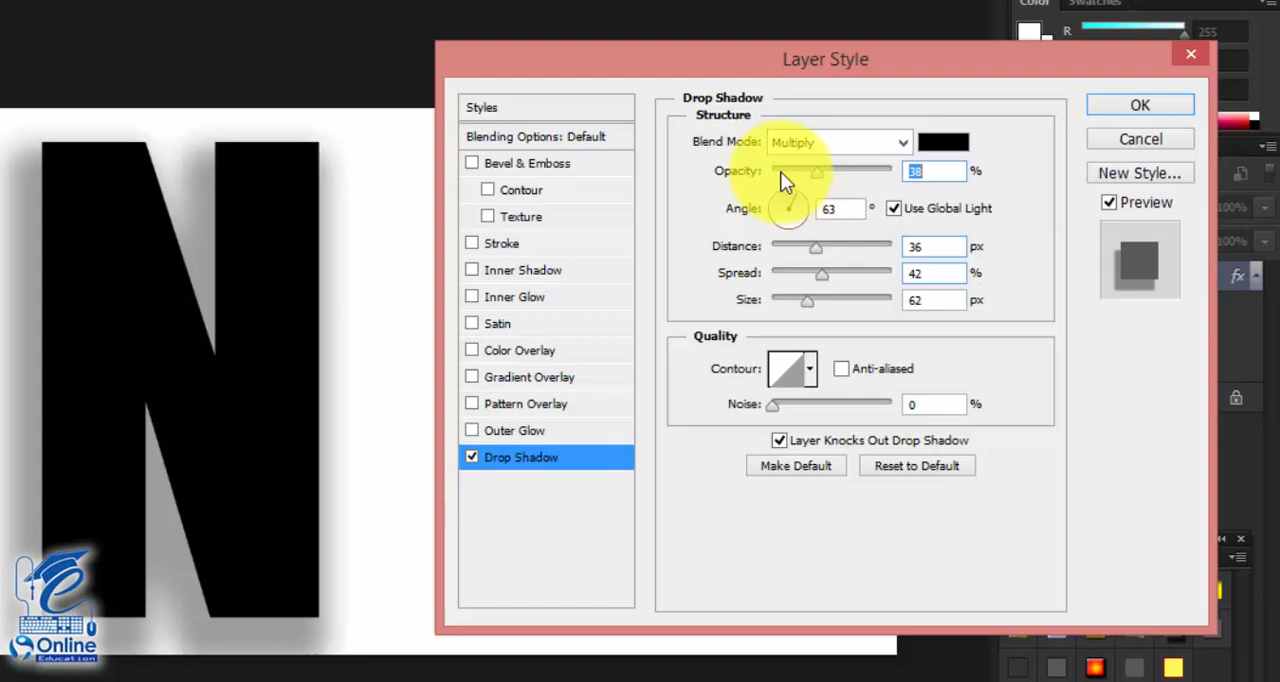 Color Swatches
R 255
Layer Style
Styles
Blending Options: Default
Bevel & Emboss
Contour
Texture
Stroke
Inner Shadow
Inner Glow
Satin
Color Overlay
Gradient Overlay
Pattern Overlay
Outer Glow
Drop Shadow
Drop Shadow
Structure
Blend Mode: Multiply
Opacity: 38 %
Angle: 63 ° Use Global Light
Distance: 36 px
Spread: 42 %
Size: 62 px
Quality
Contour: Anti-aliased
Noise: 0 %
Layer Knocks Out Drop Shadow
Make Default Reset to Default
OK
Cancel
New Style...
Preview
100%
100%
fx
N
e
Online
Education